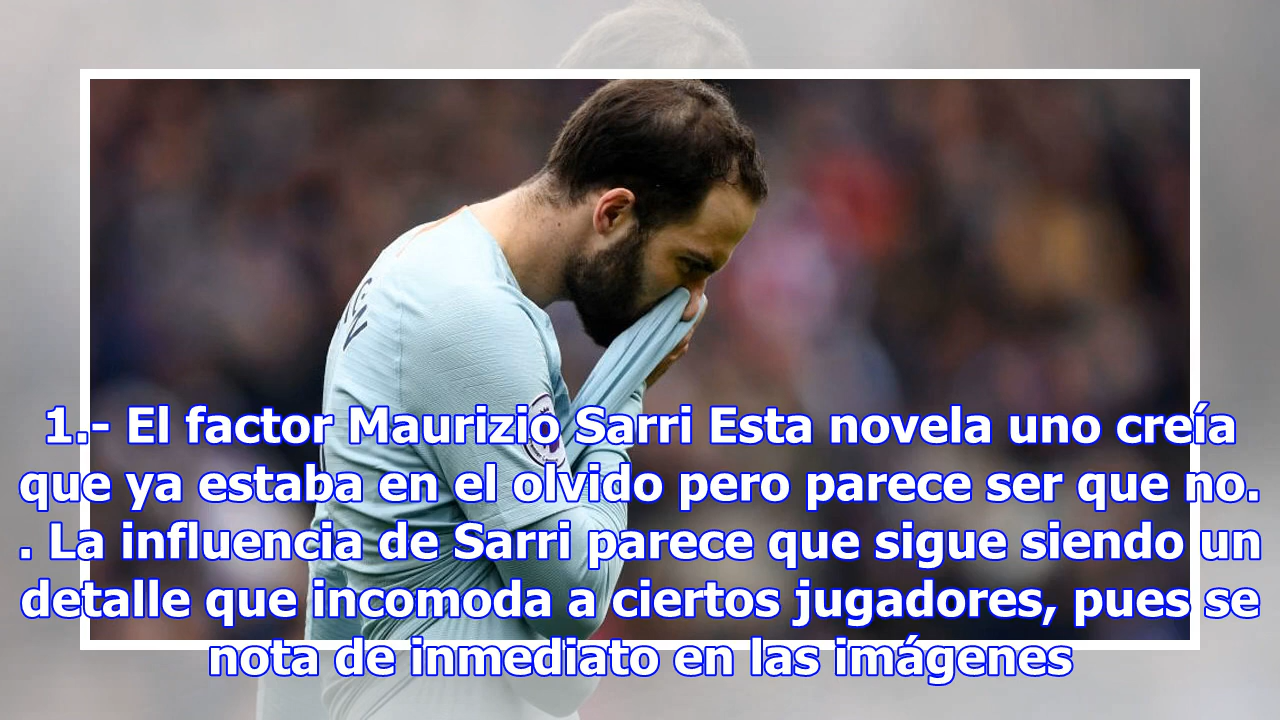 1.- El factor Maurizio Sarri Esta novela uno creía
que ya estaba en el olvido pero parece ser que no.
. La influencia de Sarri parece que sigue siendo un
detalle que incomoda a ciertos jugadores, pues se
nota de inmediato en las imágenes